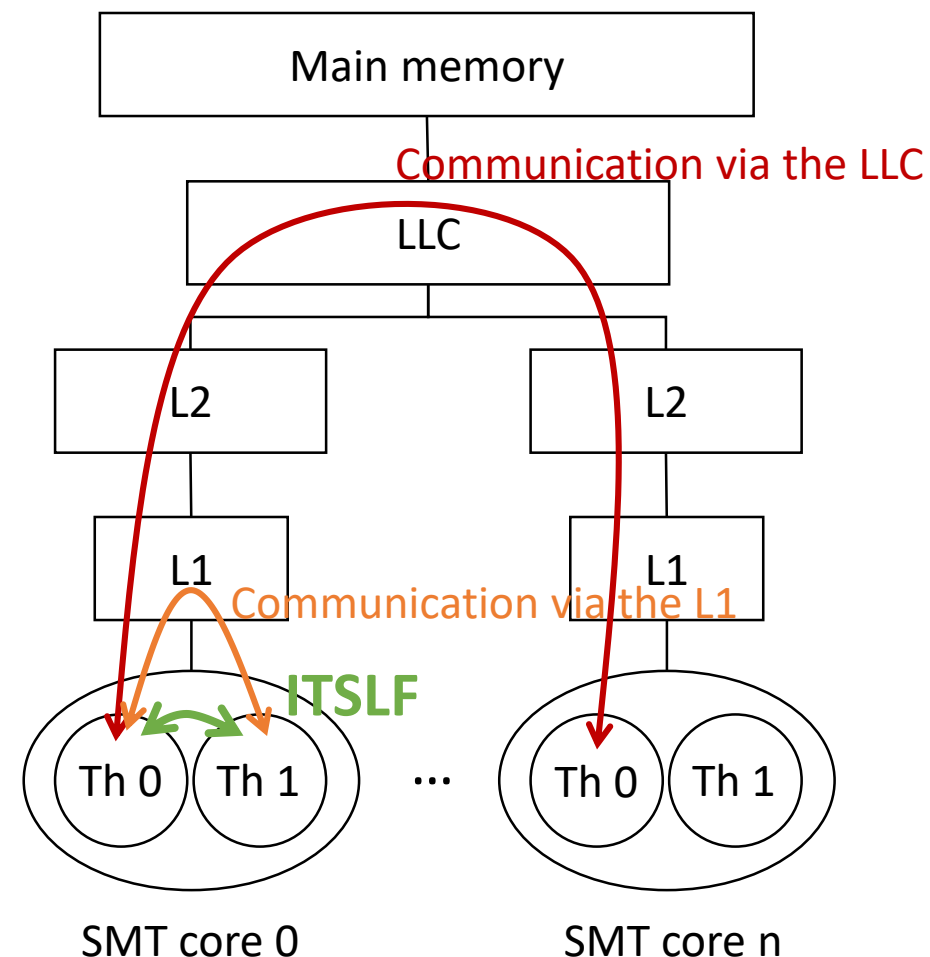 Main memory
Communication via the LLC
LLC
L2
L2
L1
L1
Communication via the L1
ITSLF
Th 0
Th 1
...
Th 0
Th 1
SMT core 0
SMT core n